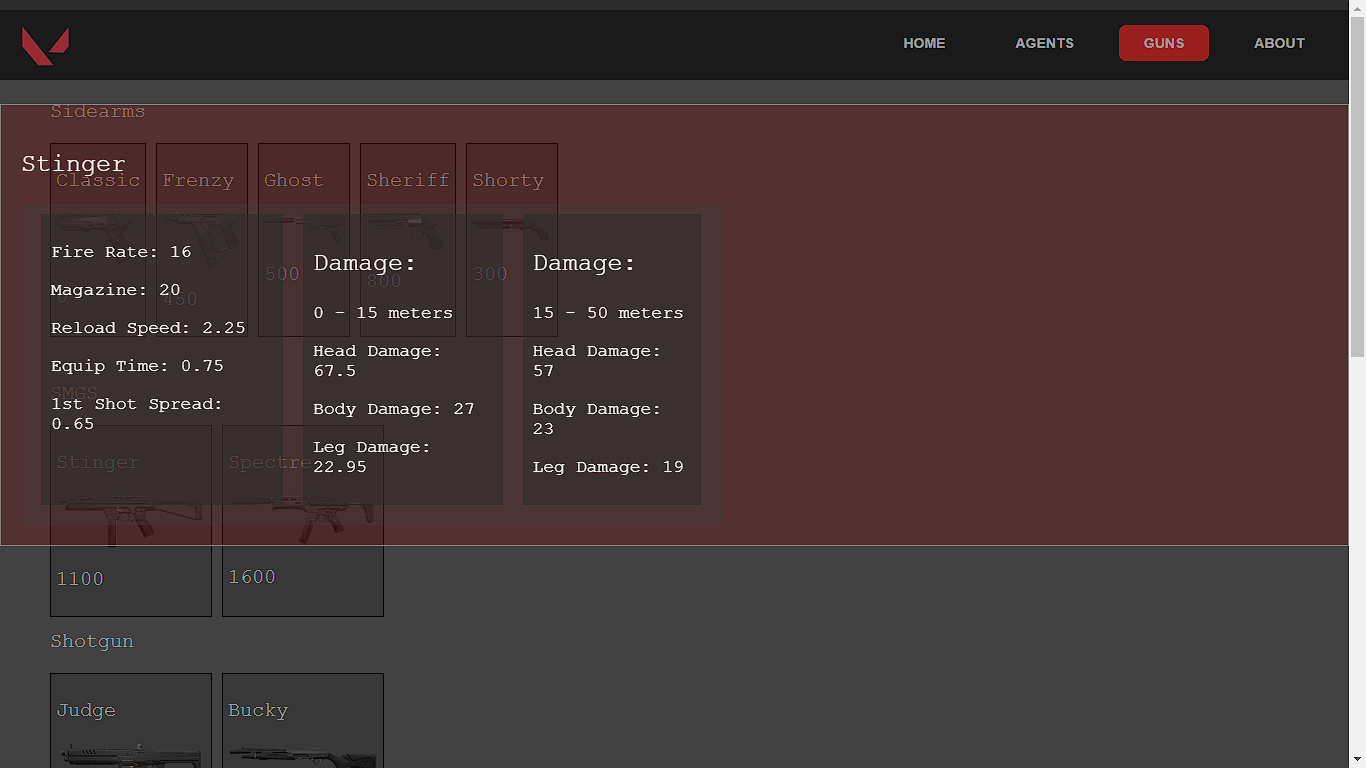 HOME AGENTS GUNS ABOUT
Sidearms
Stinger
Classic Frenzy Ghost Sheriff Shorty
0 450 500 800 300
Fire Rate: 16
Magazine: 20
Reload Speed: 2.25
Equip Time: 0.75
1st Shot Spread:
0.65
Damage:
0 - 15 meters
Head Damage:
67.5
Body Damage: 27
Leg Damage:
22.95
Damage:
15 - 50 meters
Head Damage:
57
Body Damage:
23
Leg Damage: 19
SMGS
Stinger Spectre
1100 1600
Shotgun
Judge Bucky